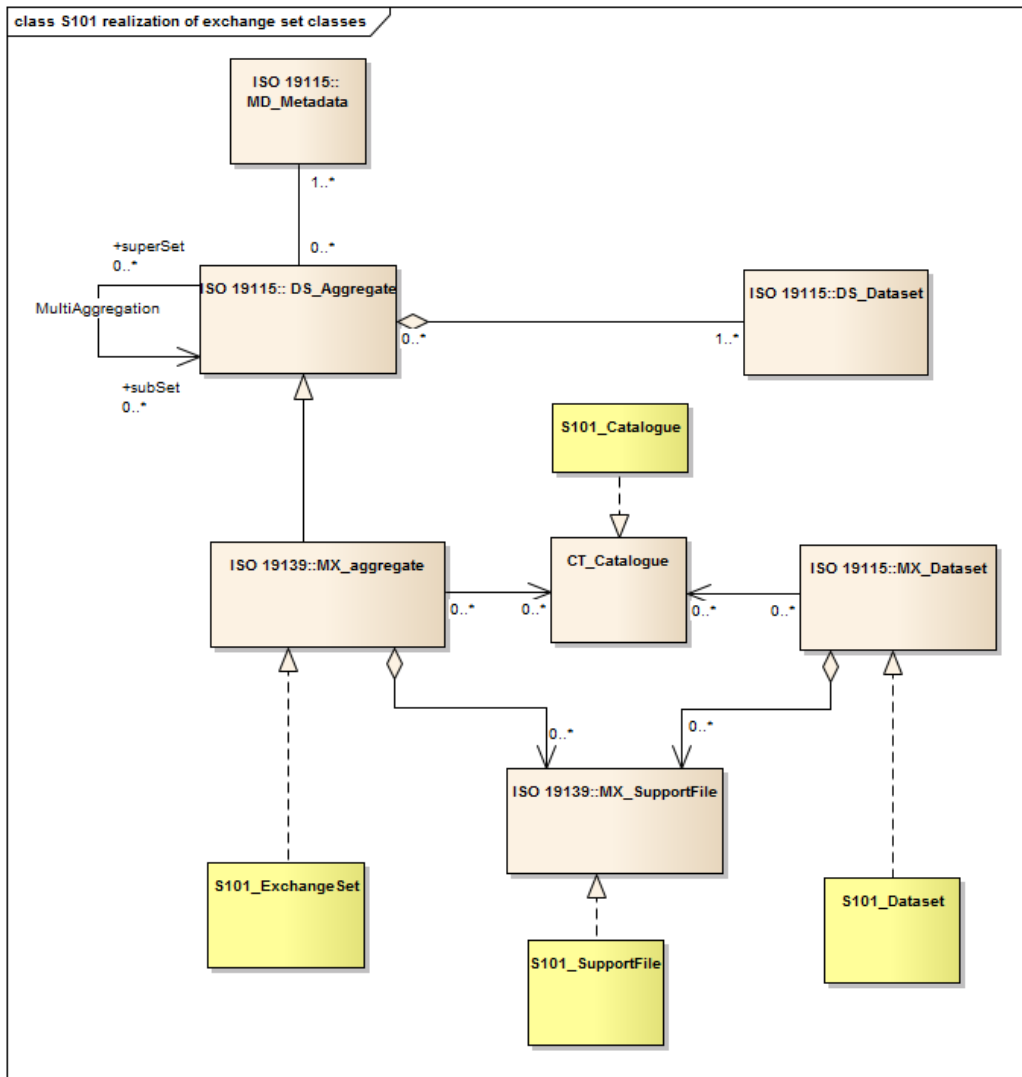 class S101 realization of exchange set classes
ISO 19115::
MD_Metadata
1..*
+superSet
0..*
0..*
ISO 19115:: DS_Aggregate
ISO 19115::DS_Dataset
MultiAggregation
0..*
1..*
+subSet
0..*
S101_Catalogue
ISO 19139::MX_aggregate
CT_Catalogue
ISO 19115::MX_Dataset
0..*
0..*
0..*
0..*
0..*
0..*
ISO 19139::MX_SupportFile
S101_ExchangeSet
S101_Dataset
S101_SupportFile